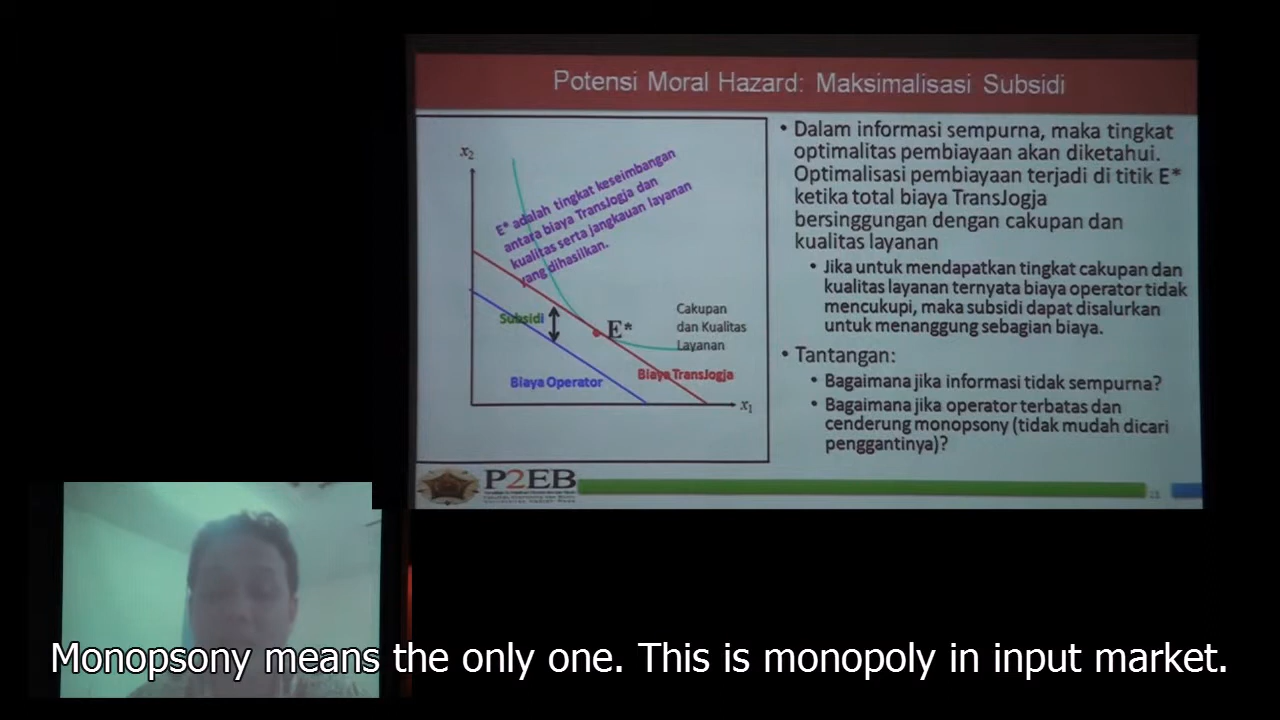 Potensi Moral Hazard: Maksimalisasi Subsidi
x₂
E* adalah tingkat keseimbangan
antara biaya TransJogja dan
kualitas serta jangkauan layanan
yang dihasilkan.
Subsidi
E*
Cakupan
dan Kualitas
Layanan
Biaya Operator
Biaya TransJogja
x₁
• Dalam informasi sempurna, maka tingkat
optimalitas pembiayaan akan diketahui.
Optimalisasi pembiayaan terjadi di titik E*
ketika total biaya TransJogja
bersinggungan dengan cakupan dan
kualitas layanan
• Jika untuk mendapatkan tingkat cakupan dan
kualitas layanan ternyata biaya operator tidak
mencukupi, maka subsidi dapat disalurkan
untuk menanggung sebagian biaya.
• Tantangan:
• Bagaimana jika informasi tidak sempurna?
• Bagaimana jika operator terbatas dan
cenderung monopsony (tidak mudah dicari
penggantinya)?
P2EB
Monopsony means the only one. This is monopoly in input market.